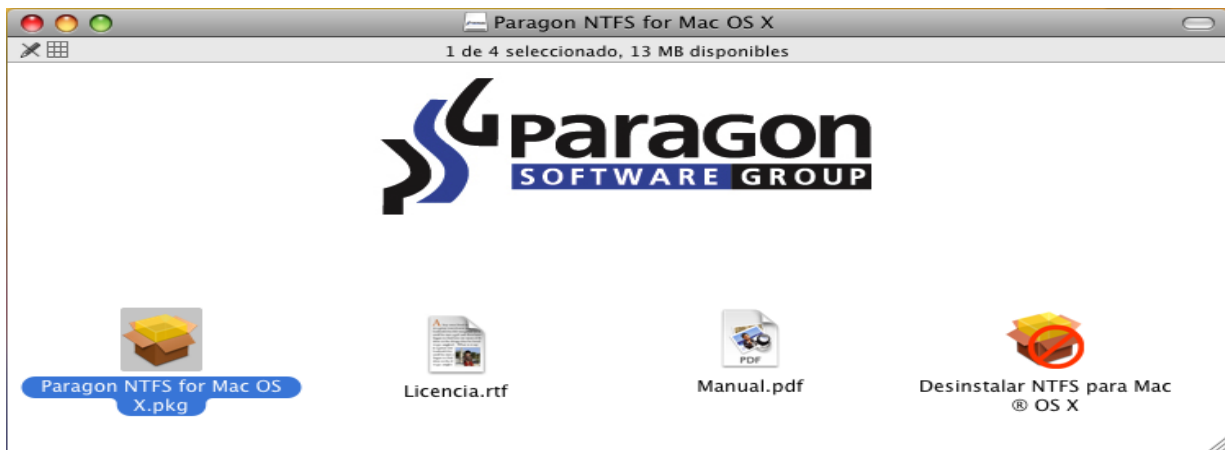 Paragon NTFS for Mac OS X
1 de 4 seleccionado, 13 MB disponibles
Paragon
SOFTWARE GROUP
Paragon NTFS for Mac OS
X.pkg
Licencia.rtf
PDF
Manual.pdf
Desinstalar NTFS para Mac
® OS X